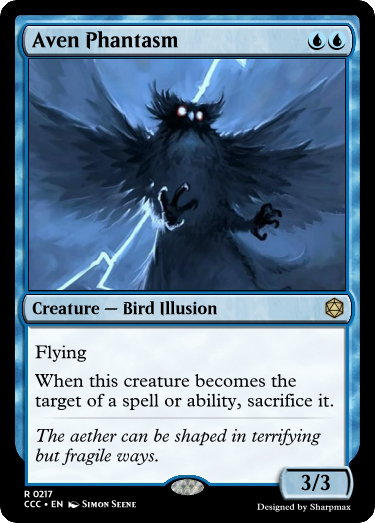 Aven Phantasm
Creature — Bird Illusion
Flying
When this creature becomes the
target of a spell or ability, sacrifice it.
The aether can be shaped in terrifying
but fragile ways.
3/3
R 0217
CCC • EN Simon Seene
Designed by Sharpmax